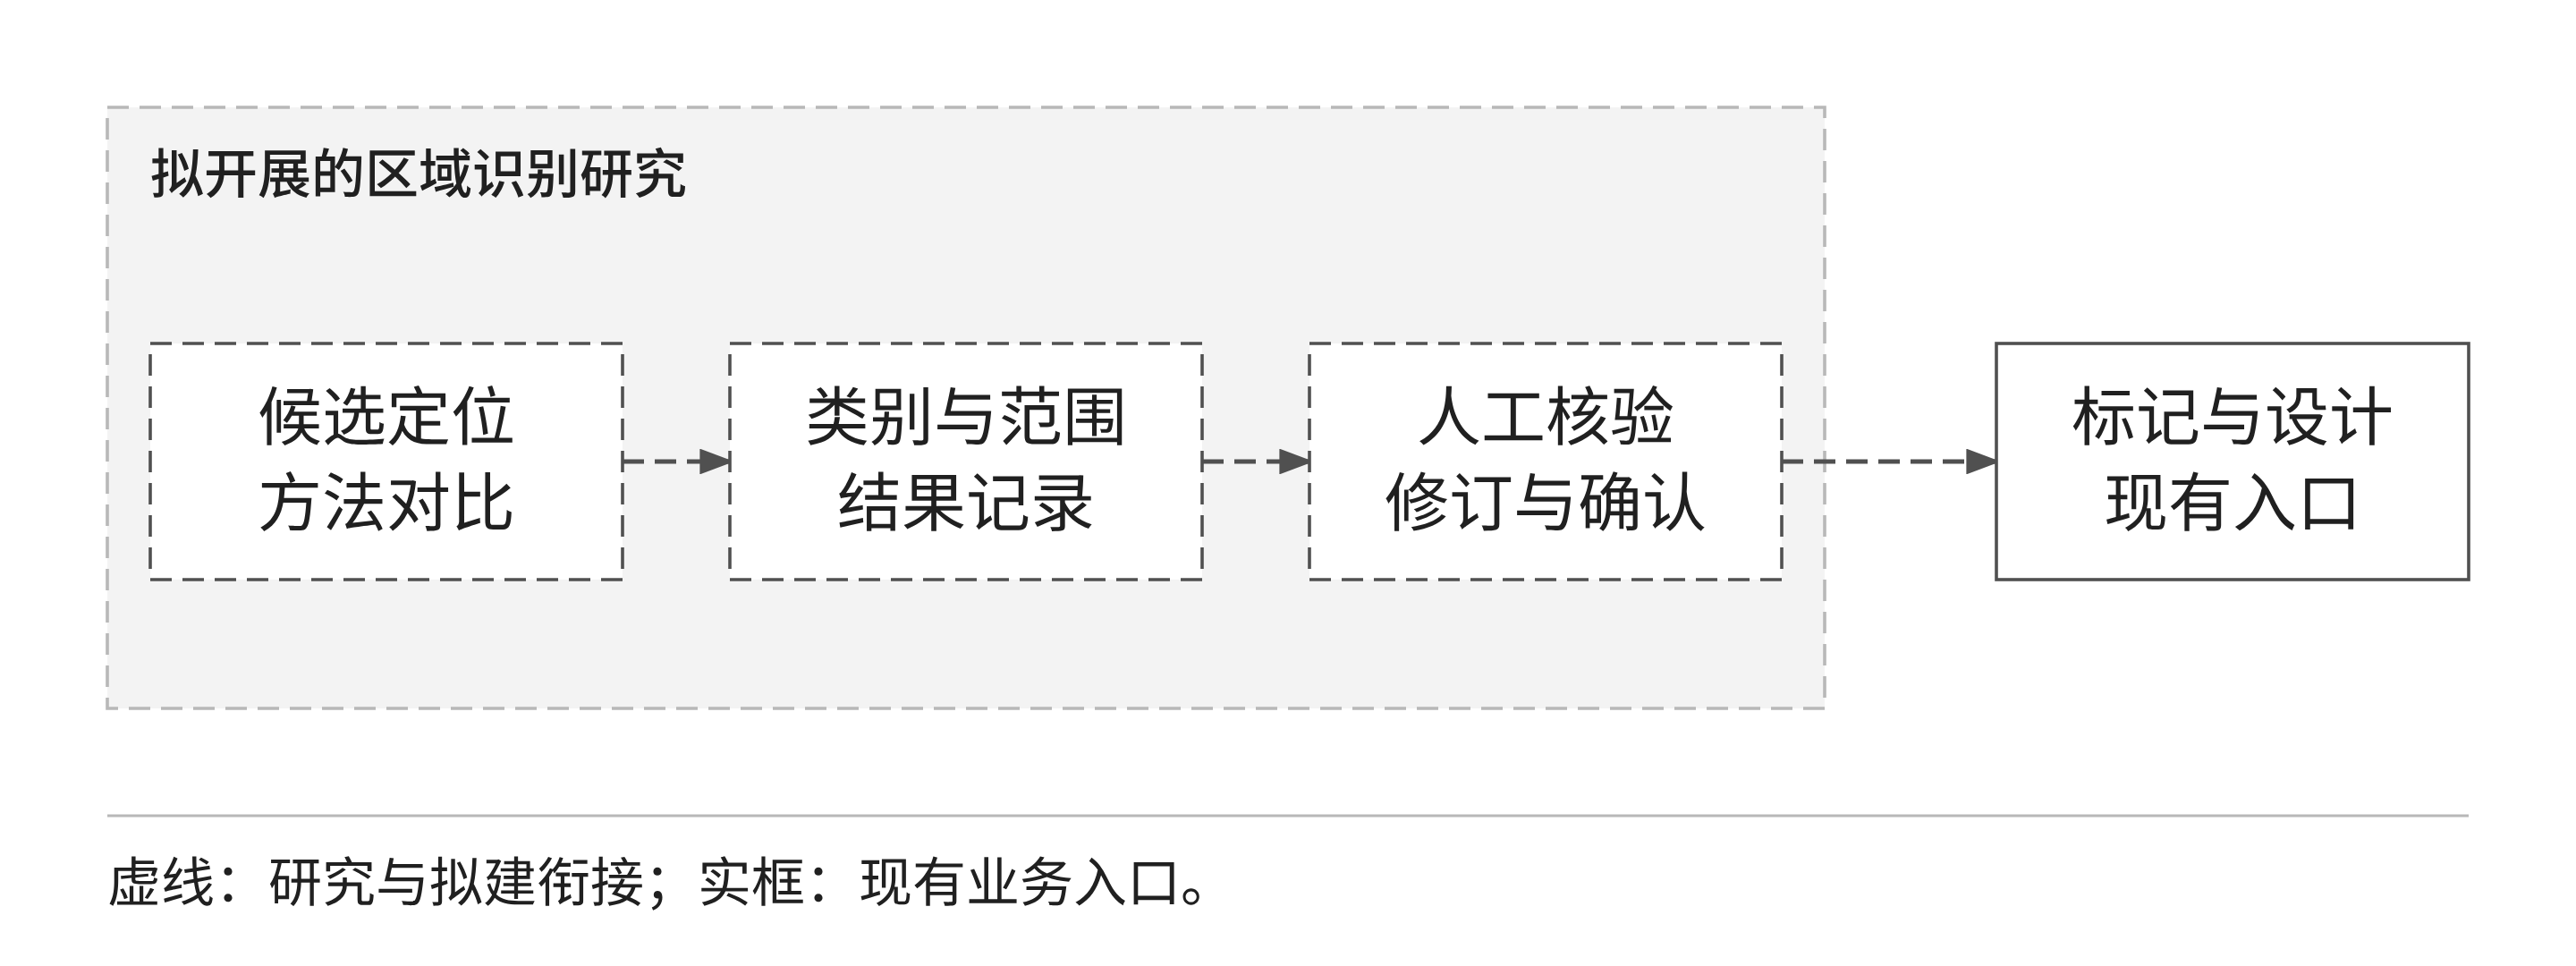 拟开展的区域识别研究
候选定位
方法对比
类别与范围
结果记录
人工核验
修订与确认
标记与设计
现有入口
虚线：研究与拟建衔接；实框：现有业务入口。